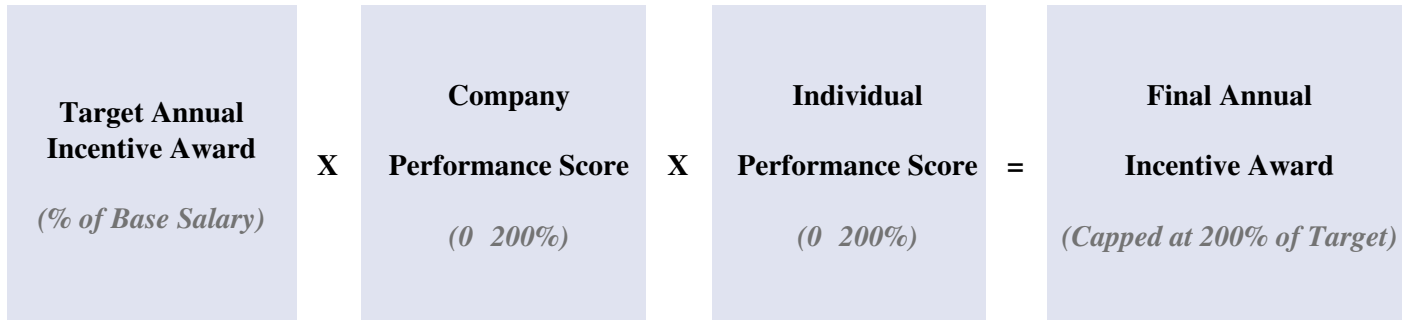 Target Annual
Incentive Award
(% of Base Salary)
X
Company
Performance Score
(0 200%)
X
Individual
Performance Score
(0 200%)
=
Final Annual
Incentive Award
(Capped at 200% of Target)